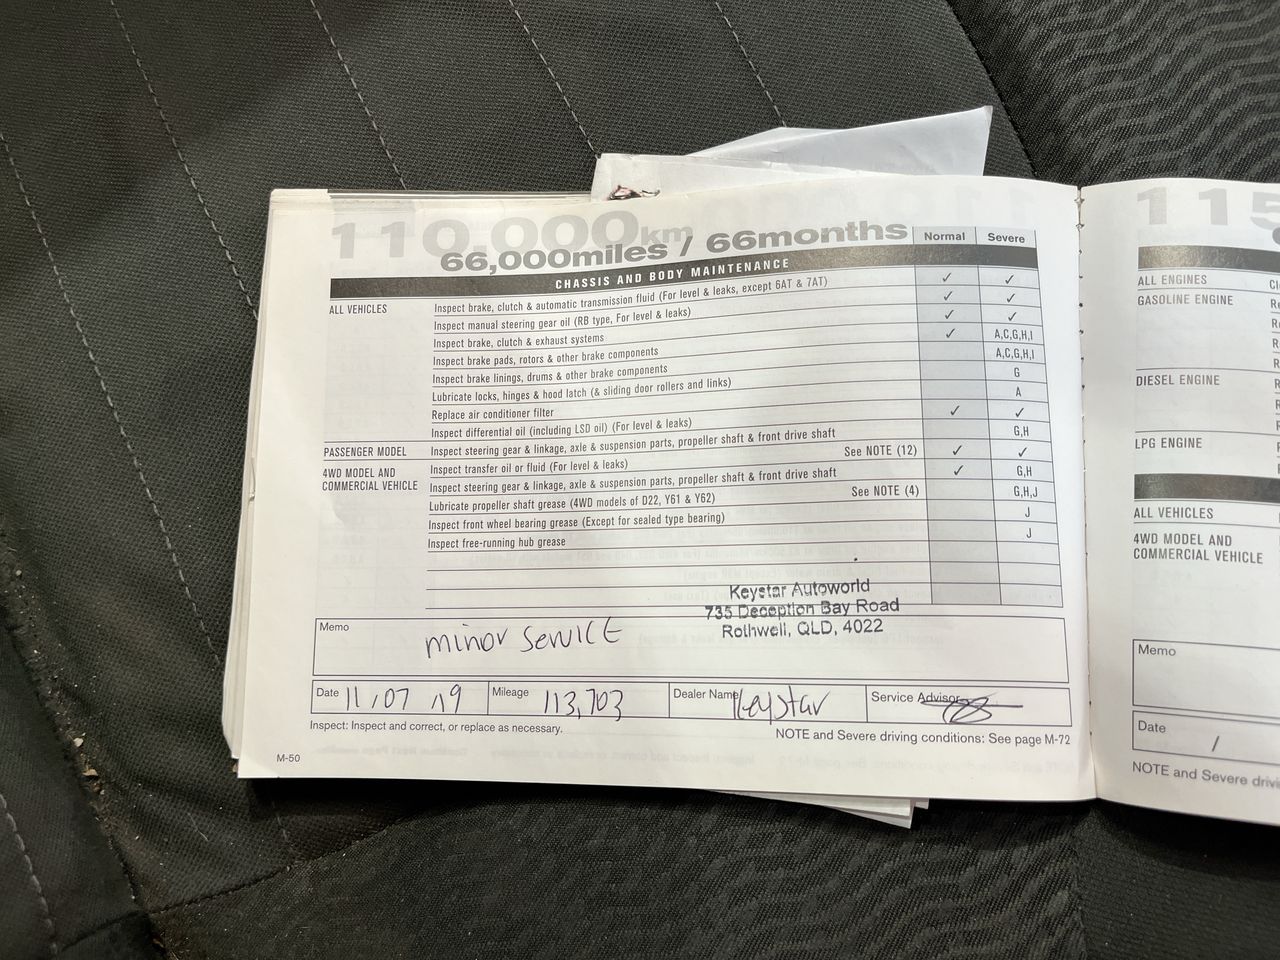 110,000km
66,000miles / 66months
Normal Severe
CHASSIS AND BODY MAINTENANCE
ALL VEHICLES Inspect brake, clutch & automatic transmission fluid (For level & leaks, except 6AT & 7AT) ✓ ✓
Inspect manual steering gear oil (RB type, For level & leaks) ✓ ✓
Inspect brake, clutch & exhaust systems ✓ ✓
Inspect brake pads, rotors & other brake components ✓ A,C,G,H,I
Inspect brake linings, drums & other brake components A,C,G,H,I
Lubricate locks, hinges & hood latch (& sliding door rollers and links) G
Replace air conditioner filter A
Inspect differential oil (including LSD oil) (For level & leaks) ✓ ✓
PASSENGER MODEL Inspect steering gear & linkage, axle & suspension parts, propeller shaft & front drive shaft G,H
4WD MODEL AND COMMERCIAL VEHICLE
Inspect transfer oil or fluid (For level & leaks) See NOTE (12) ✓ ✓
Inspect steering gear & linkage, axle & suspension parts, propeller shaft & front drive shaft ✓ G,H
Lubricate propeller shaft grease (4WD models of D22, Y61 & Y62) See NOTE (4) G,H,J
Inspect front wheel bearing grease (Except for sealed type bearing) J
Inspect free-running hub grease J
Keystar Autoworld
735 Deception Bay Road
Rothwell, QLD, 4022
Memo minor service
Date 11/07/19 Mileage 113,703 Dealer Name Keystar Service Advisor
Inspect: Inspect and correct, or replace as necessary.
NOTE and Severe driving conditions: See page M-72
M-50
115
ALL ENGINES
GASOLINE ENGINE
DIESEL ENGINE
LPG ENGINE
ALL VEHICLES
4WD MODEL AND
COMMERCIAL VEHICLE
Memo
Date /
NOTE and Severe